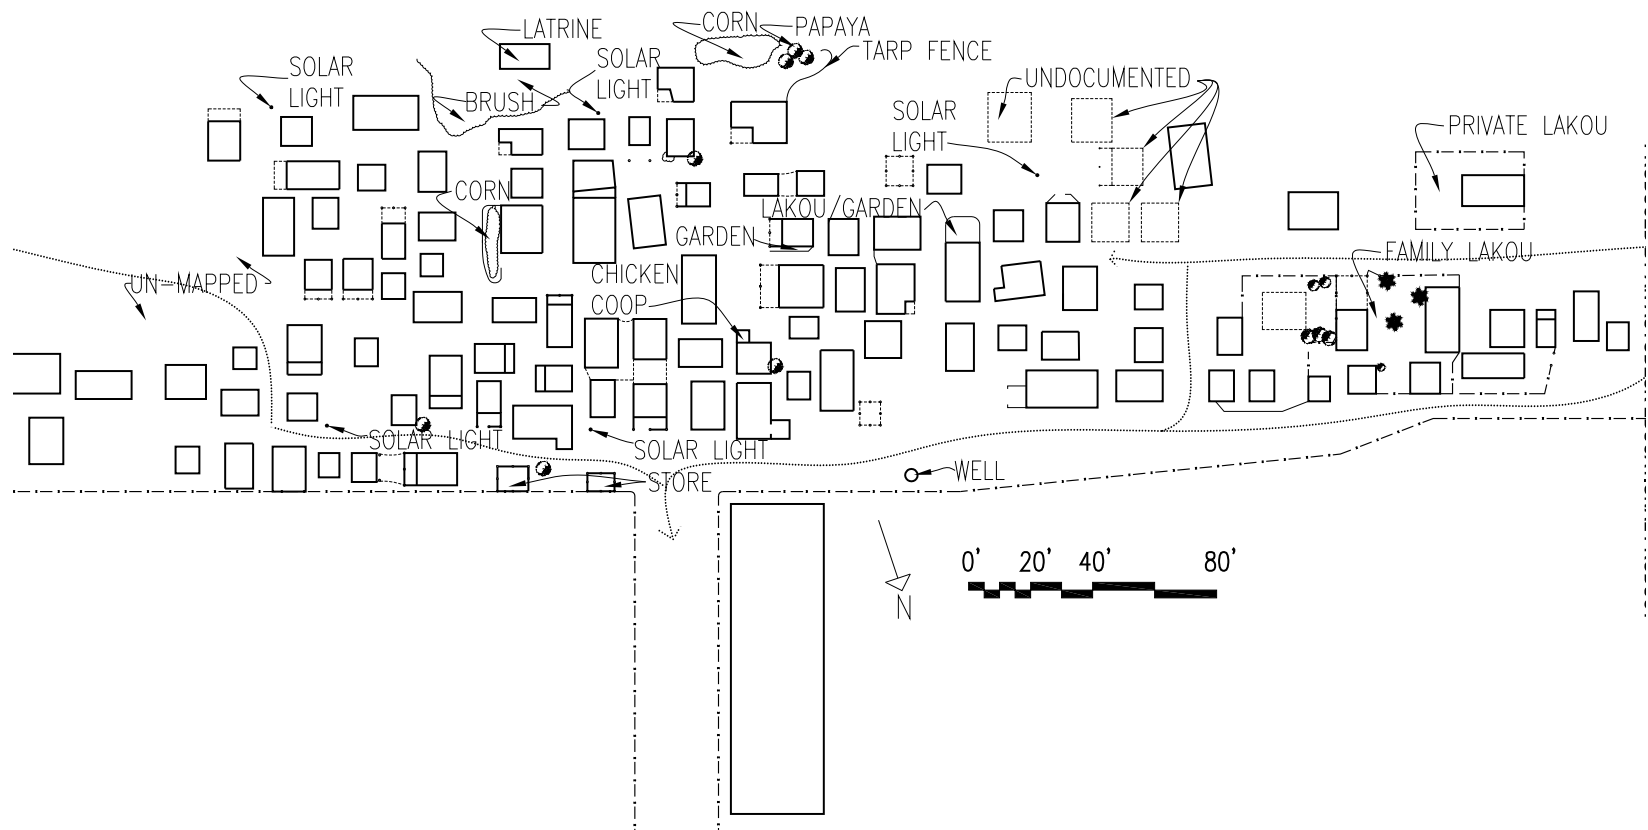 LATRINE
CORN
PAPAYA
TARP FENCE
SOLAR
LIGHT
SOLAR
LIGHT
BRUSH
UNDOCUMENTED
SOLAR
LIGHT
PRIVATE LAKOU
CORN
LAKOU/GARDEN
GARDEN
FAMILY LAKOU
UN-MAPPED
CHICKEN
COOP
SOLAR LIGHT
SOLAR LIGHT
STORE
WELL
0' 20' 40' 80'
N